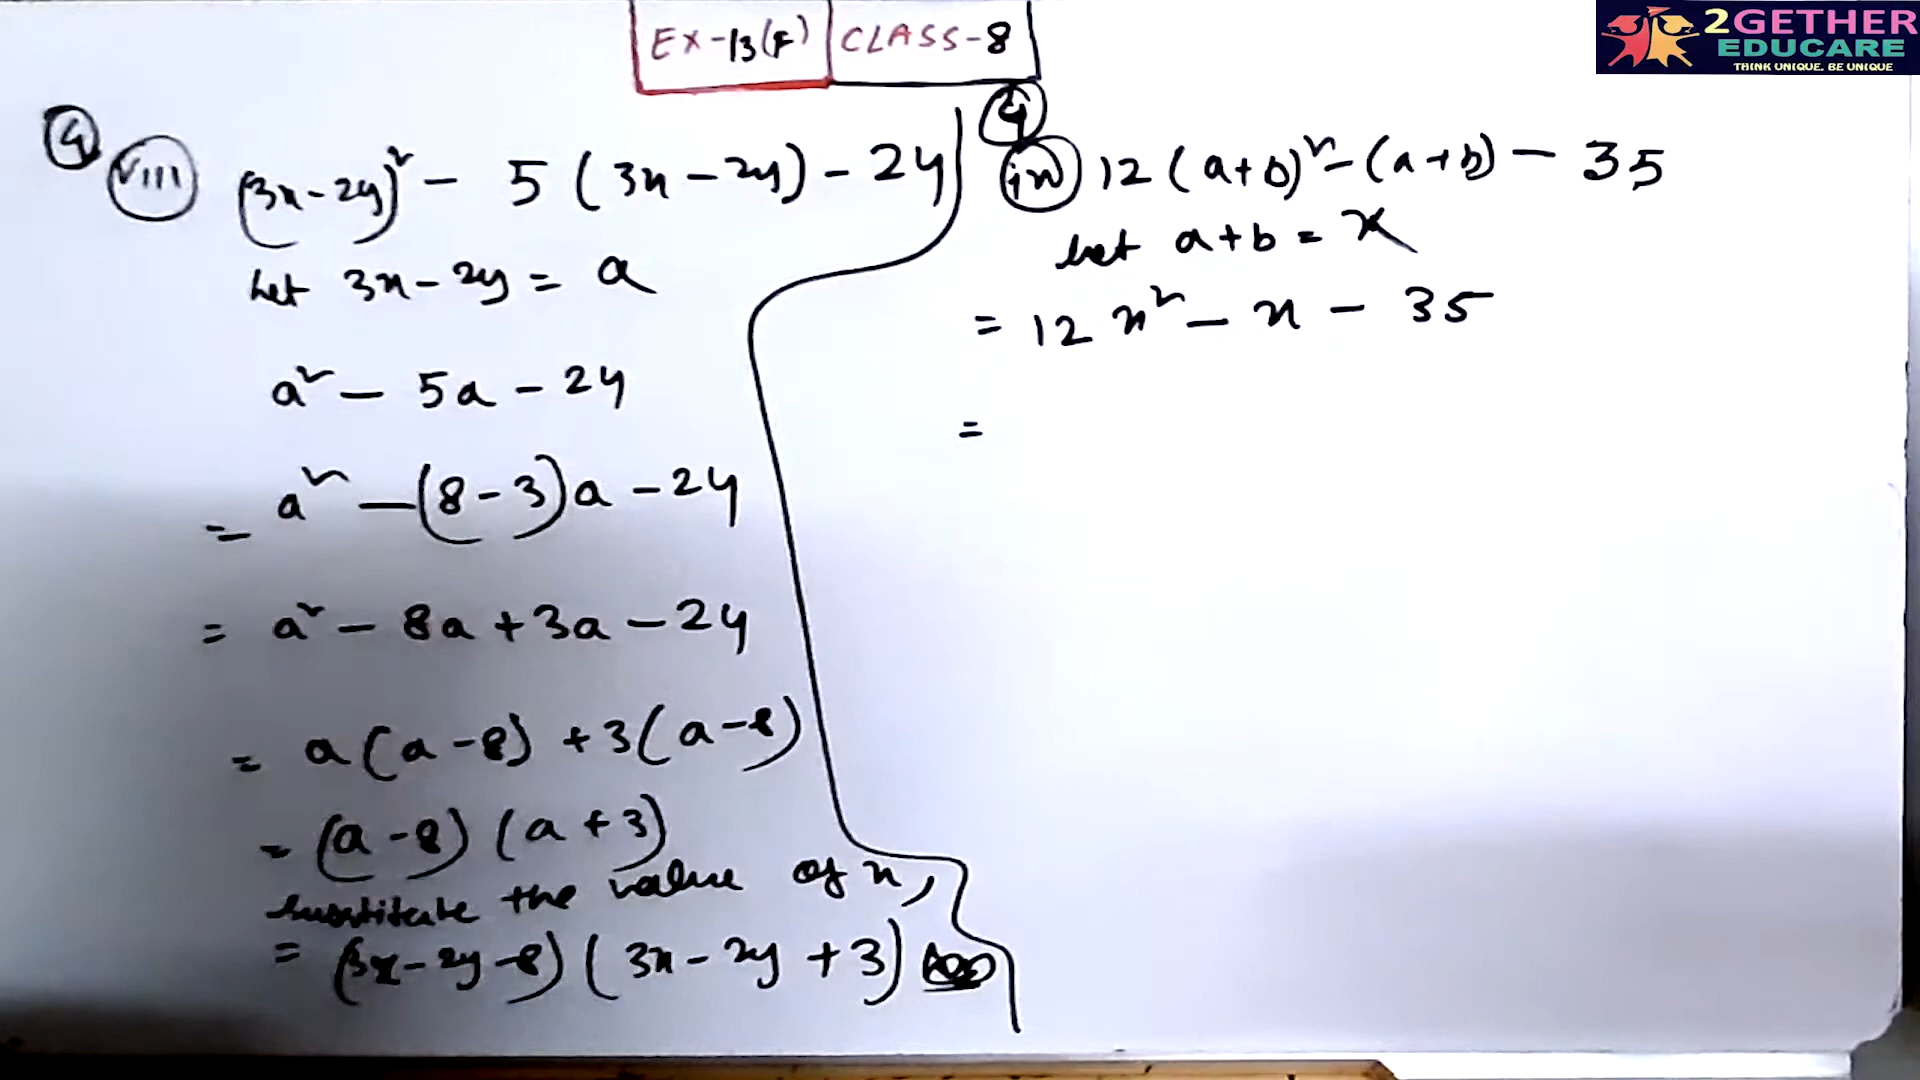 EX-13(F) CLASS-8
2GETHER
EDUCARE
THINK UNIQUE. BE UNIQUE
4
viii (3x-2y)² - 5(3x-2y) - 24
Let 3x-2y = a
a² - 5a - 24
= a² - (8-3)a - 24
= a² - 8a + 3a - 24
= a(a-8) + 3(a-8)
= (a-8) (a+3)
substitute the value of x,
= (3x-2y-8) (3x-2y+3)
4
ix 12(a+b)² - (a+b) - 35
Let a+b = x
= 12x² - x - 35
=